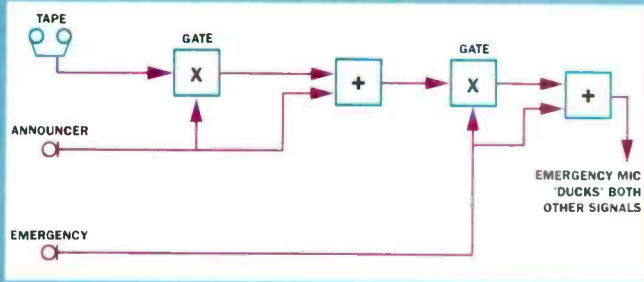 TAPE
GATE
X
+
GATE
X
+
ANNOUNCER
EMERGENCY MIC
'DUCKS' BOTH
OTHER SIGNALS
EMERGENCY